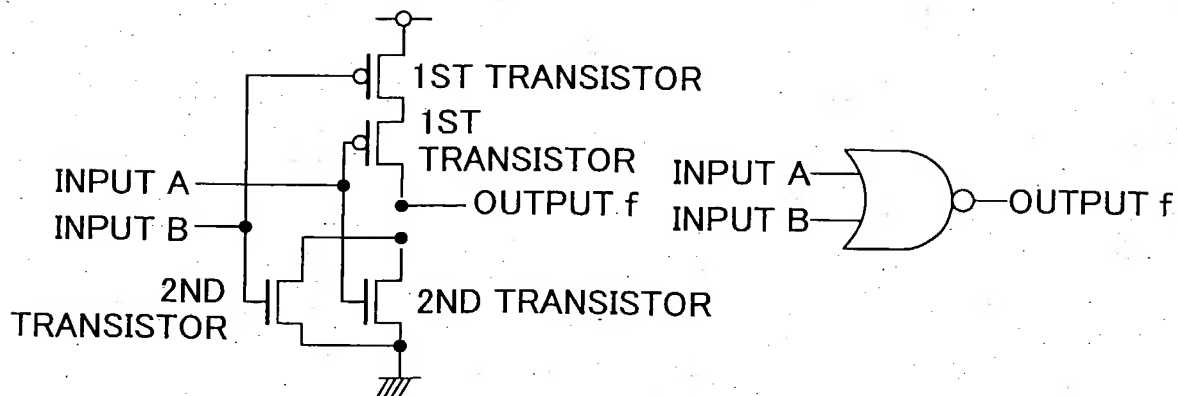 1ST TRANSISTOR
1ST
TRANSISTOR
INPUT A
OUTPUT f
INPUT B
2ND
TRANSISTOR
2ND TRANSISTOR
INPUT A
INPUT B
OUTPUT f